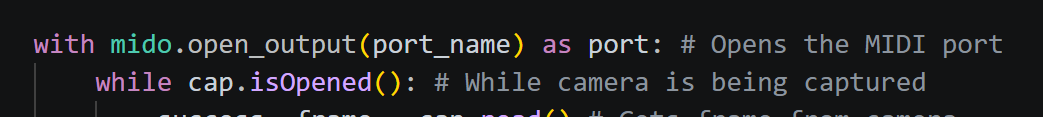 with mido.open_output(port_name) as port: # Opens the MIDI port
while cap.isOpened(): # While camera is being captured